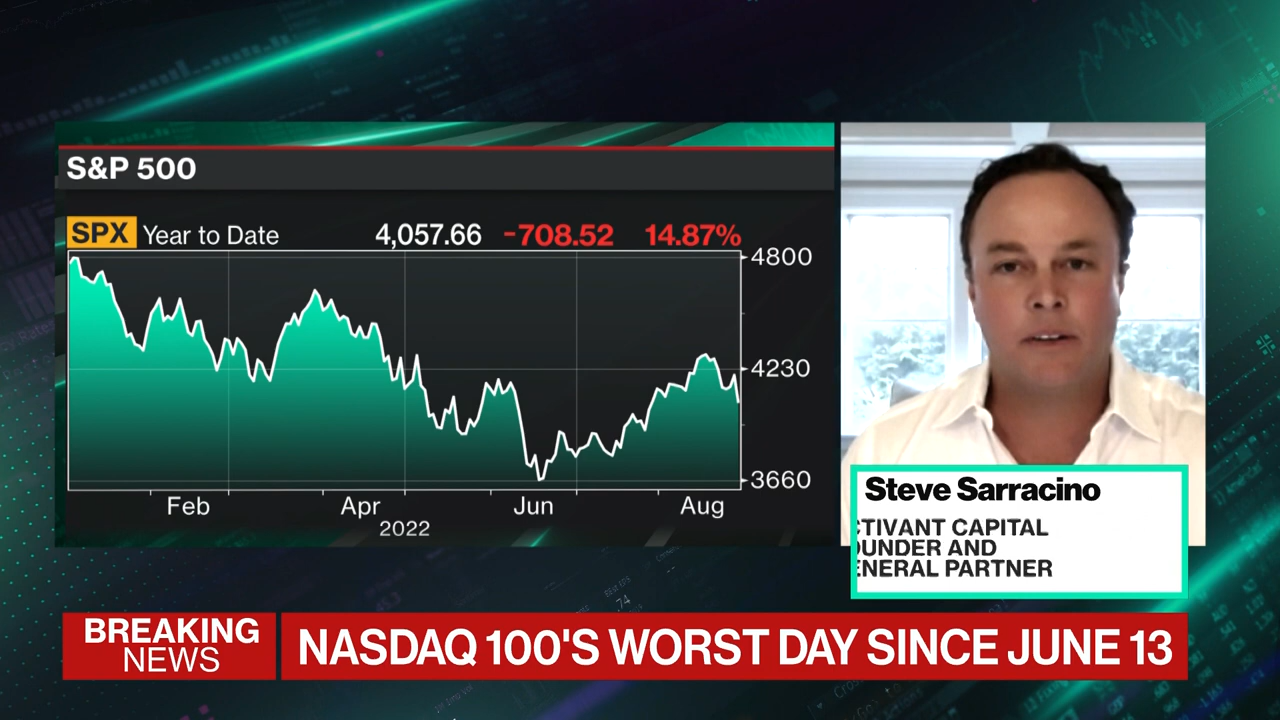 S&P 500
SPX Year to Date 4,057.66 -708.52 14.87%
4800
4230
3660
Feb Apr Jun Aug
2022
Steve Sarracino
CTIVANT CAPITAL
OUNDER AND
ENERAL PARTNER
BREAKING
NEWS
NASDAQ 100'S WORST DAY SINCE JUNE 13